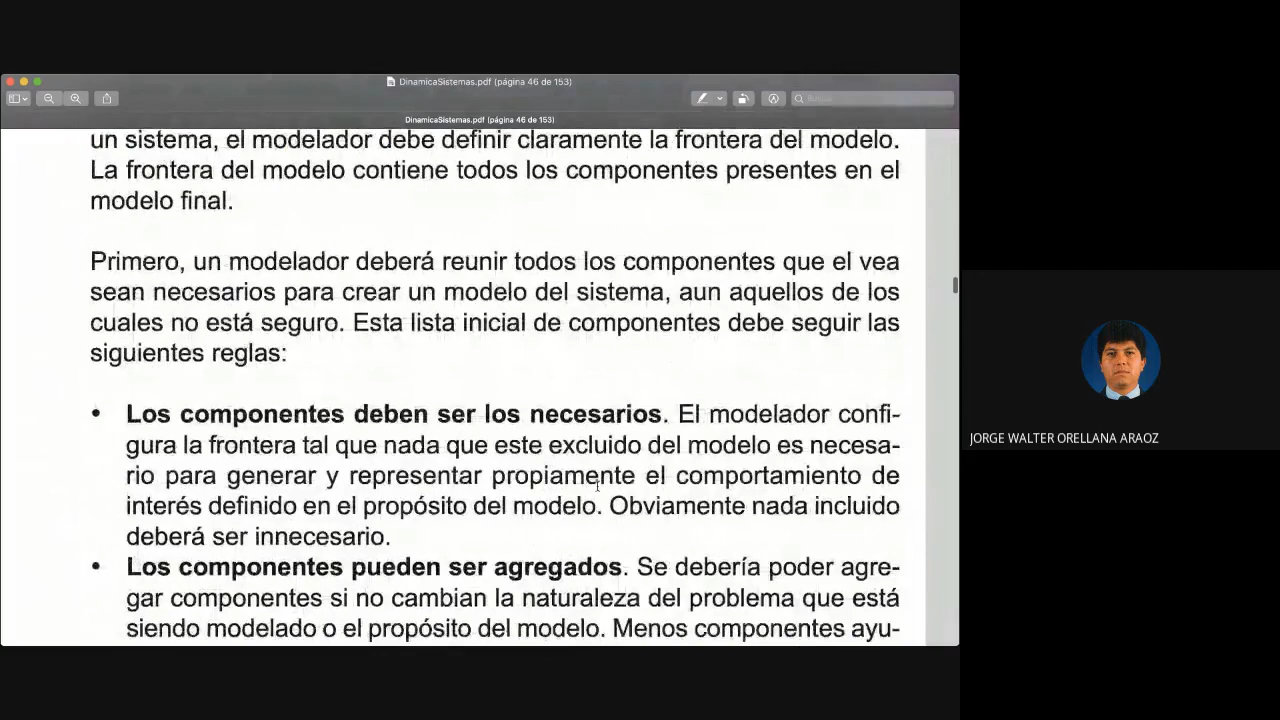 DinamicaSistemas.pdf (página 46 de 153)
DinamicaSistemas.pdf (página 46 de 153)
un sistema, el modelador debe definir claramente la frontera del modelo.
La frontera del modelo contiene todos los componentes presentes en el
modelo final.
Primero, un modelador deberá reunir todos los componentes que el vea
sean necesarios para crear un modelo del sistema, aun aquellos de los
cuales no está seguro. Esta lista inicial de componentes debe seguir las
siguientes reglas:
• Los componentes deben ser los necesarios. El modelador confi-
gura la frontera tal que nada que este excluido del modelo es necesa-
rio para generar y representar propiamente el comportamiento de
interés definido en el propósito del modelo. Obviamente nada incluido
deberá ser innecesario.
• Los componentes pueden ser agregados. Se debería poder agre-
gar componentes si no cambian la naturaleza del problema que está
siendo modelado o el propósito del modelo. Menos componentes ayu-
JORGE WALTER ORELLANA ARAOZ